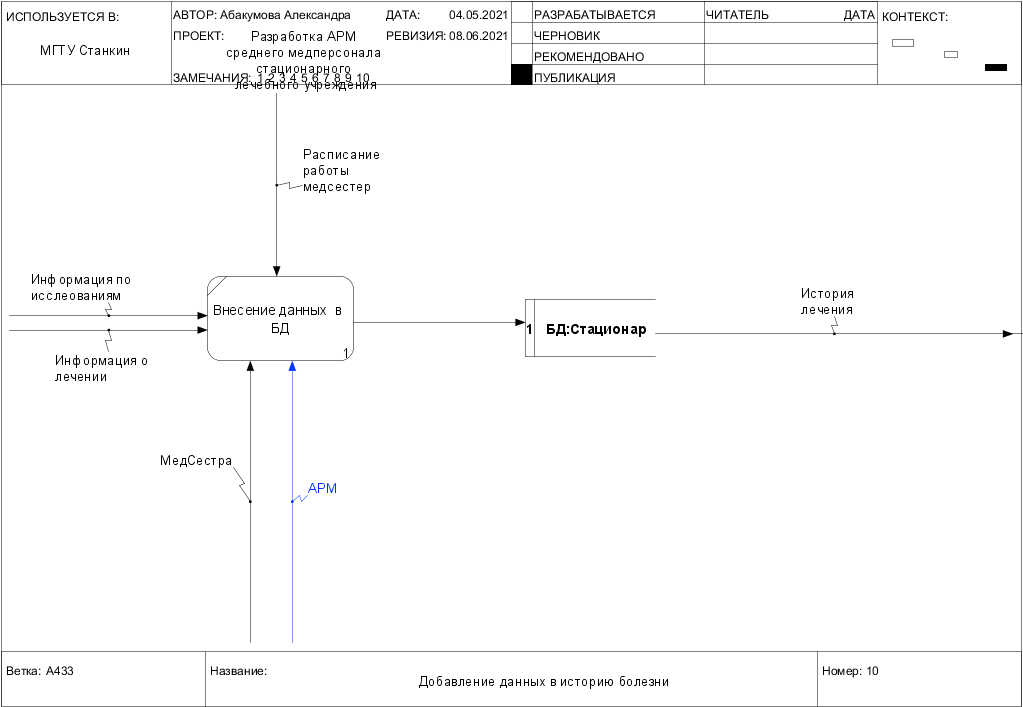 ИСПОЛЬЗУЕТСЯ В:
МГТУ Станкин
АВТОР: Абакумова Александра
ДАТА: 04.05.2021
ПРОЕКТ: Разработка АРМ
среднего медперсонала
стационарного
лечебного учреждения
РЕВИЗИЯ: 08.06.2021
ЗАМЕЧАНИЯ: 1 2 3 4 5 6 7 8 9 10
РАЗРАБАТЫВАЕТСЯ
ЧЕРНОВИК
РЕКОМЕНДОВАНО
ПУБЛИКАЦИЯ
ЧИТАТЕЛЬ ДАТА
КОНТЕКСТ:
Расписание
работы
медсестер
Информация по
исслеованиям
Информация о
лечении
Внесение данных в
БД
1
1 БД:Стационар
История
лечения
МедСестра
АРМ
Ветка: A433
Название:
Добавление данных в историю болезни
Номер: 10